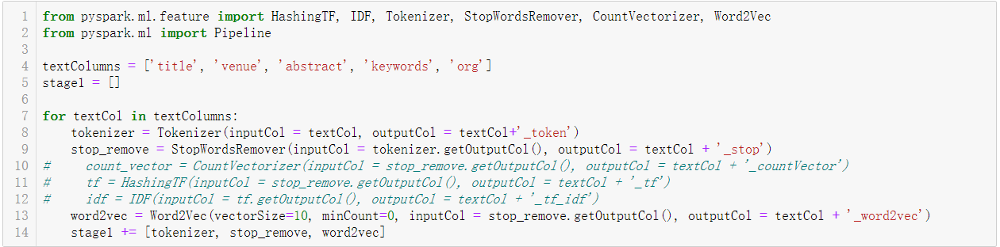 1 from pyspark.ml.feature import HashingTF, IDF, Tokenizer, StopWordsRemover, CountVectorizer, Word2Vec
2 from pyspark.ml import Pipeline
3
4 textColumns = ['title', 'venue', 'abstract', 'keywords', 'org']
5 stage1 = []
6
7 for textCol in textColumns:
8     tokenizer = Tokenizer(inputCol = textCol, outputCol = textCol+'_token')
9     stop_remove = StopWordsRemover(inputCol = tokenizer.getOutputCol(), outputCol = textCol + '_stop')
10 #     count_vector = CountVectorizer(inputCol = stop_remove.getOutputCol(), outputCol = textCol + '_countVector')
11 #     tf = HashingTF(inputCol = stop_remove.getOutputCol(), outputCol = textCol + '_tf')
12 #     idf = IDF(inputCol = tf.getOutputCol(), outputCol = textCol + '_tf_idf')
13     word2vec = Word2Vec(vectorSize=10, minCount=0, inputCol = stop_remove.getOutputCol(), outputCol = textCol + '_word2vec')
14     stage1 += [tokenizer, stop_remove, word2vec]